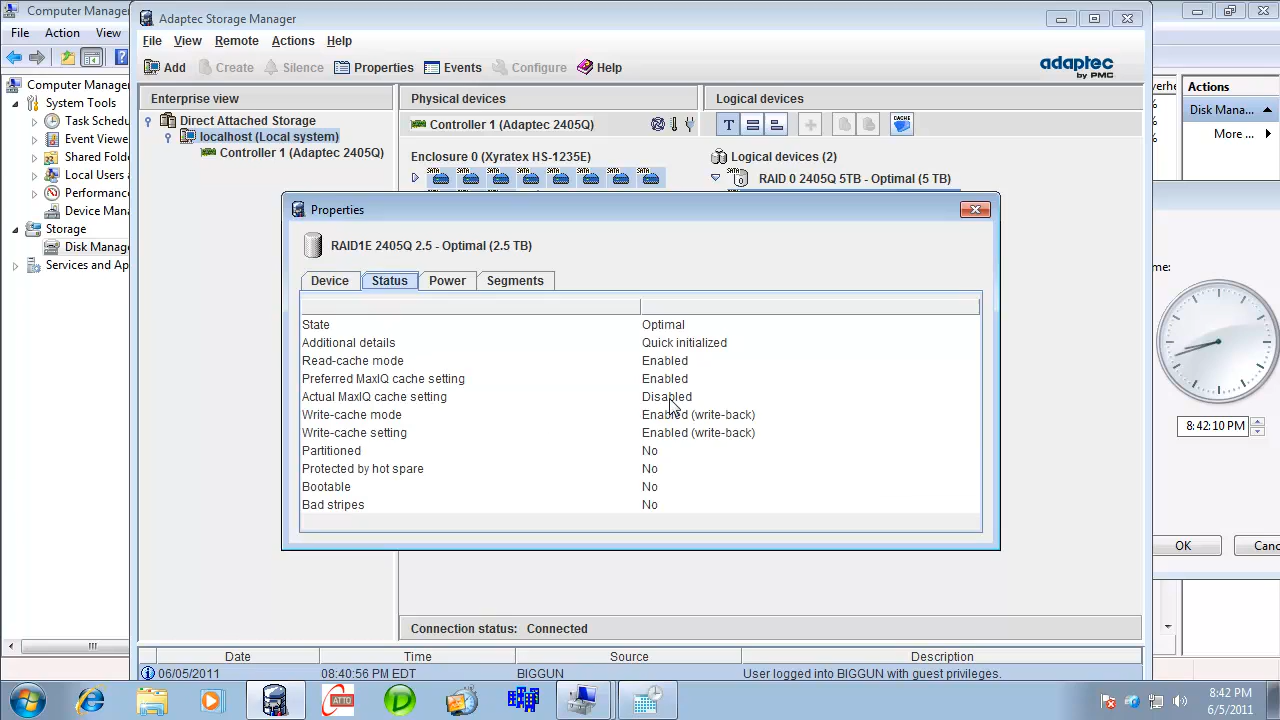 Computer Manag
File Action View
Computer Manag
System Tools
Task Schedu
Event Viewe
Shared Fold
Local Users
Performanc
Device Man
Storage
Disk Manag
Services and Ap
Adaptec Storage Manager
File View Remote Actions Help
Add Create Silence Properties Events Configure Help
adaptec
by PMC
Enterprise view
Direct Attached Storage
localhost (Local system)
Controller 1 (Adaptec 2405Q)
Physical devices
Controller 1 (Adaptec 2405Q)
Enclosure 0 (Xyratex HS-1235E)
Logical devices
T CACHE
Logical devices (2)
RAID 0 2405Q 5TB - Optimal (5 TB)
Properties
RAID1E 2405Q 2.5 - Optimal (2.5 TB)
Device Status Power Segments
State Optimal
Additional details Quick initialized
Read-cache mode Enabled
Preferred MaxIQ cache setting Enabled
Actual MaxIQ cache setting Disabled
Write-cache mode Enabled (write-back)
Write-cache setting Enabled (write-back)
Partitioned No
Protected by hot spare No
Bootable No
Bad stripes No
Connection status: Connected
Date Time Source Description
06/05/2011 08:40:56 PM EDT BIGGUN User logged into BIGGUN with guest privileges.
verhe
%
%
%
Actions
Disk Mana...
More ...
me:
8:42:10 PM
OK Canc
ATTO
8:42 PM
6/5/2011